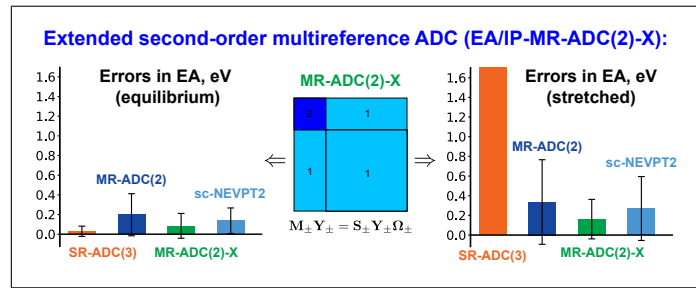 Extended second-order multireference ADC (EA/IP-MR-ADC(2)-X):
Errors in EA, eV
(equilibrium)
1.6
1.4
1.2
1.0
0.8
0.6
0.4
0.2
0.0
MR-ADC(2)
sc-NEVPT2
SR-ADC(3)
MR-ADC(2)-X
MR-ADC(2)-X
2
1
1
1
⇐
⇒
M±Y± = S±Y±Ω±
Errors in EA, eV
(stretched)
1.6
1.4
1.2
1.0
0.8
0.6
0.4
0.2
0.0
MR-ADC(2)
sc-NEVPT2
SR-ADC(3)
MR-ADC(2)-X